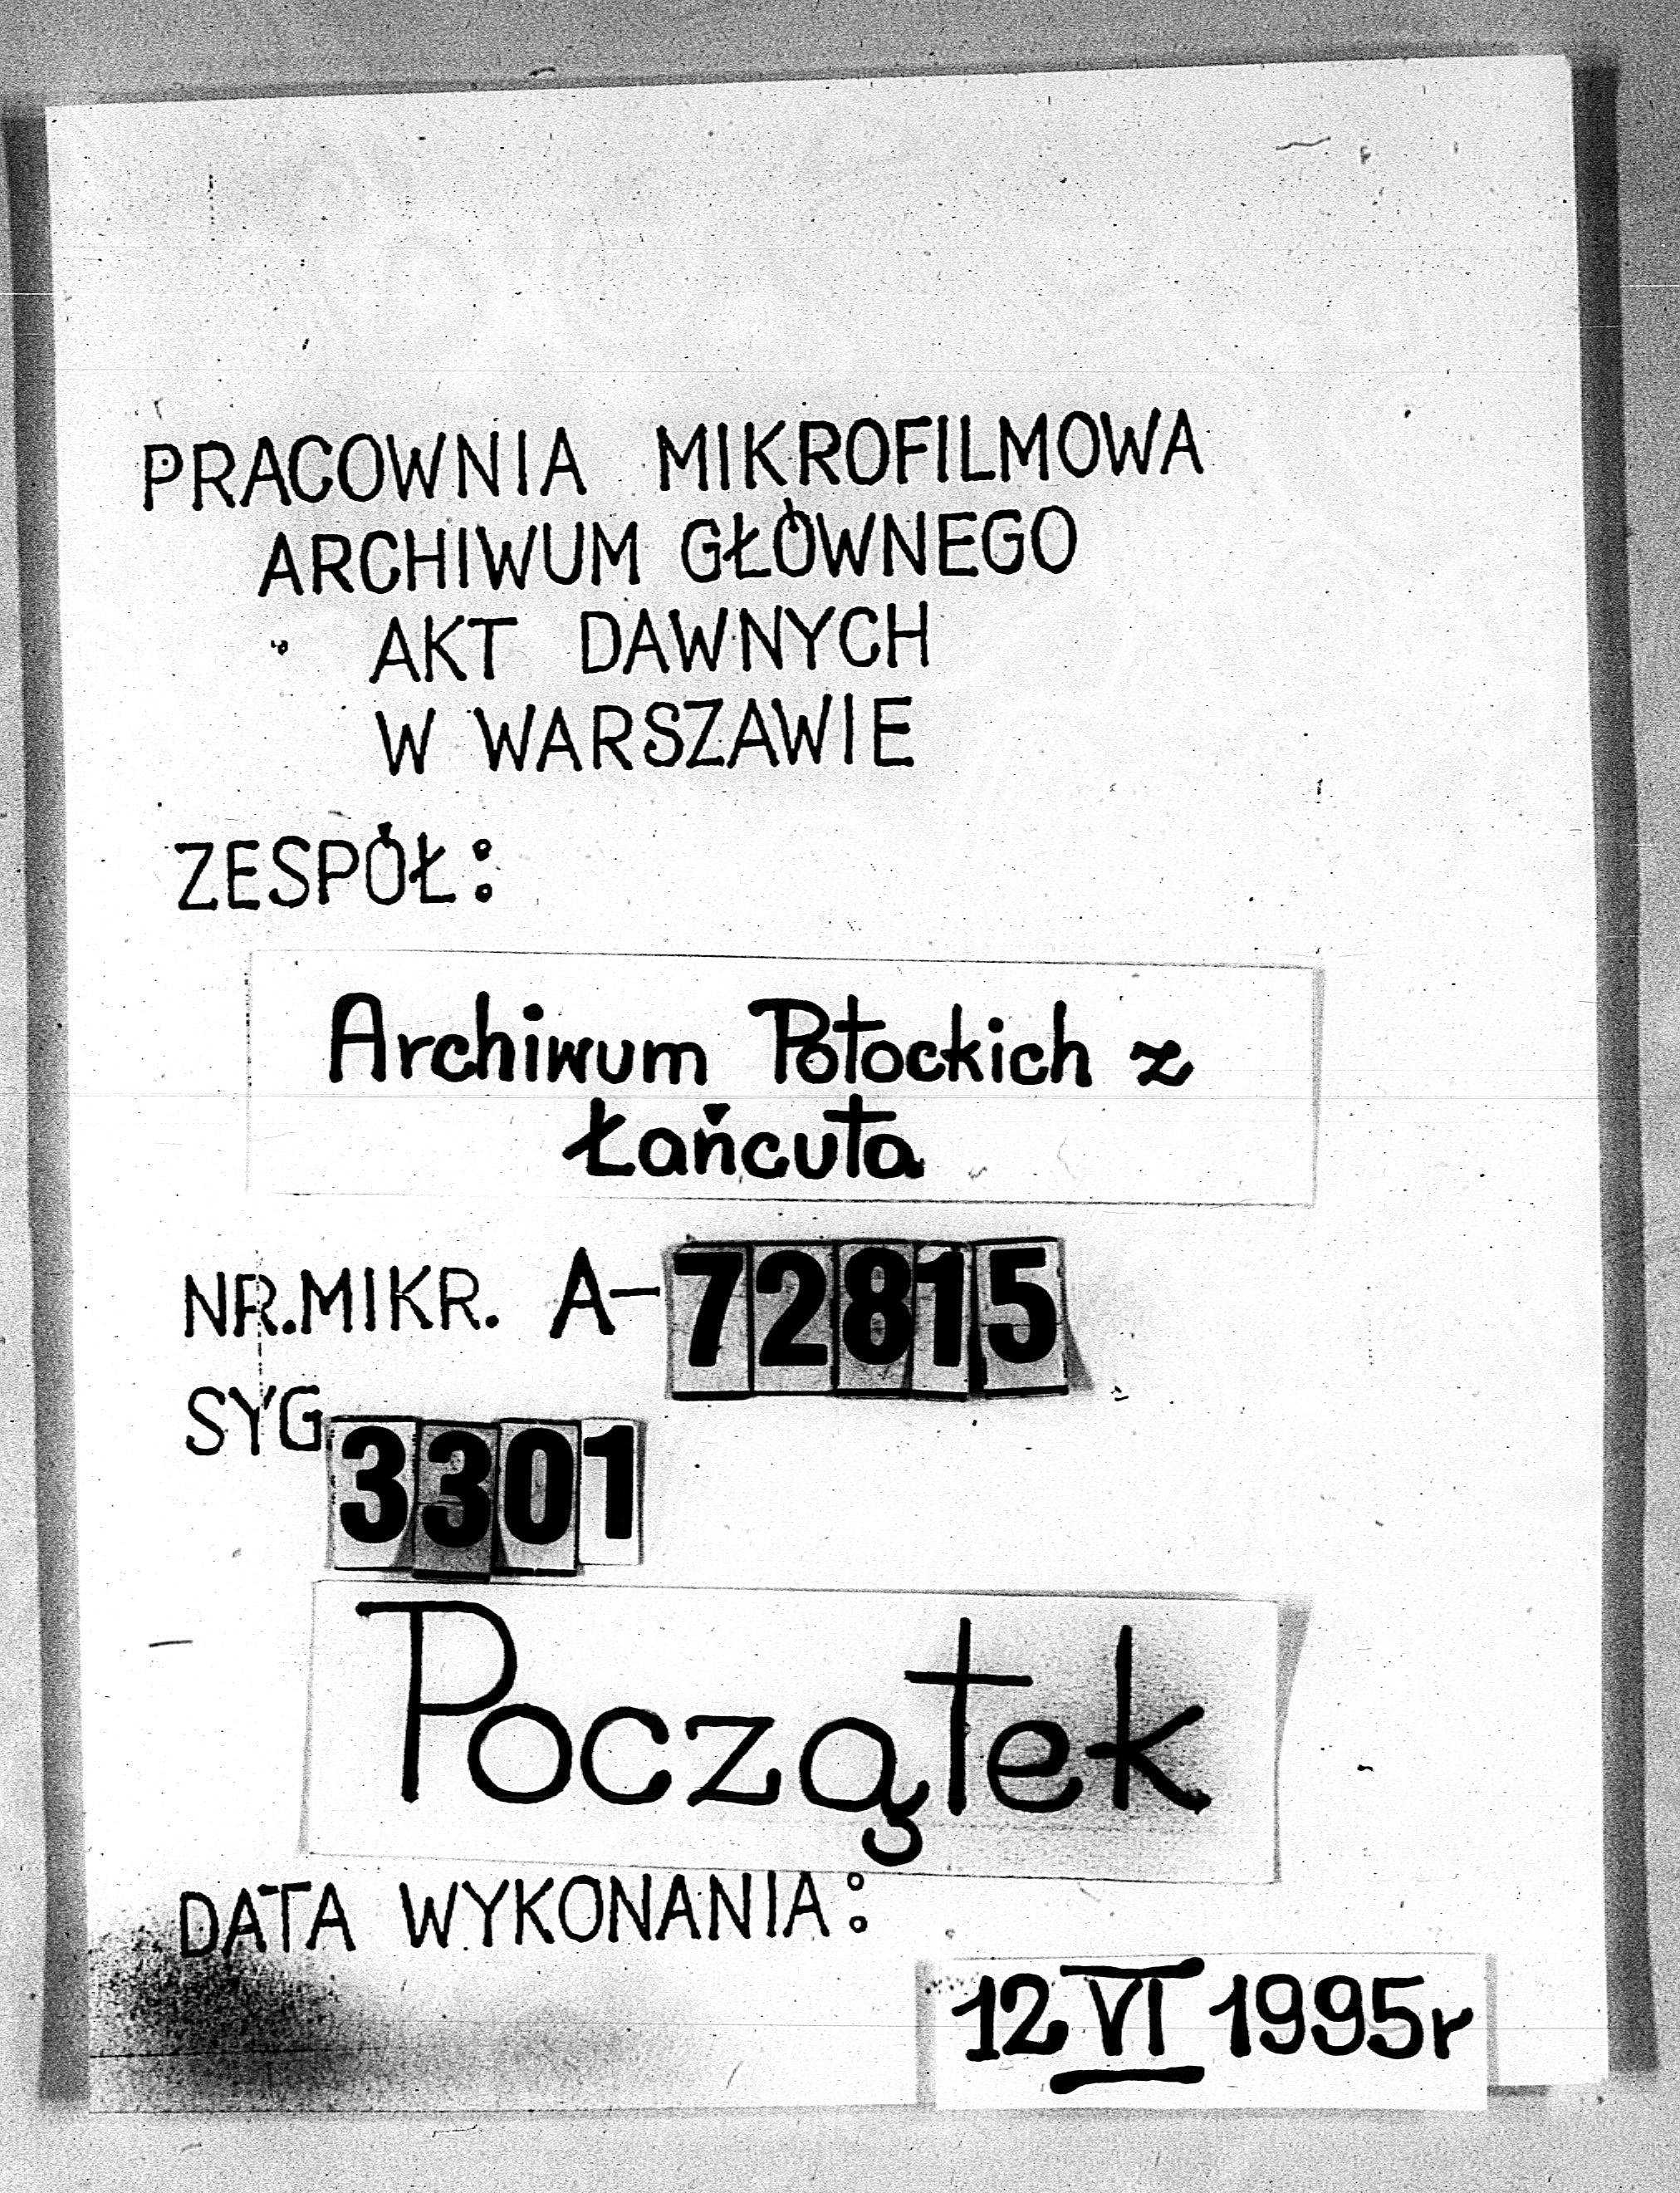 PRACOWNIA MIKROFILMOWA
ARCHIWUM GŁÓWNEGO
AKT DAWNYCH
W WARSZAWIE
ZESPÓŁ:
Archiwum Potockich z
Łańcuta
NR.MIKR. A-72815
SYG. 3301
Początek
DATA WYKONANIA:
12 VI 1995r